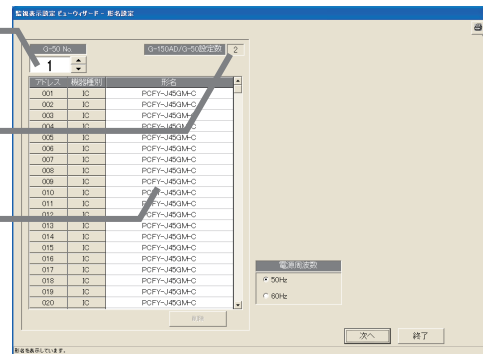 監視表示設定 ビューウィザード - 形名設定
G-50 No. G-150AD/G-50設定数 2
1
アドレス 機器種別 形名
001 IC PCFY-J45GM-C
002 IC PCFY-J45GM-C
003 IC PCFY-J45GM-C
004 IC PCFY-J45GM-C
005 IC PCFY-J45GM-C
006 IC PCFY-J45GM-C
007 IC PCFY-J45GM-C
008 IC PCFY-J45GM-C
009 IC PCFY-J45GM-C
010 IC PCFY-J45GM-C
011 IC PCFY-J45GM-C
012 IC PCFY-J45GM-C
013 IC PCFY-J45GM-C
014 IC PCFY-J45GM-C
015 IC PCFY-J45GM-C
016 IC PCFY-J45GM-C
017 IC PCFY-J45GM-C
018 IC PCFY-J45GM-C
019 IC PCFY-J45GM-C
020 IC PCFY-J45GM-C
電源周波数
50Hz
60Hz
次へ 終了
形名を表示しています。